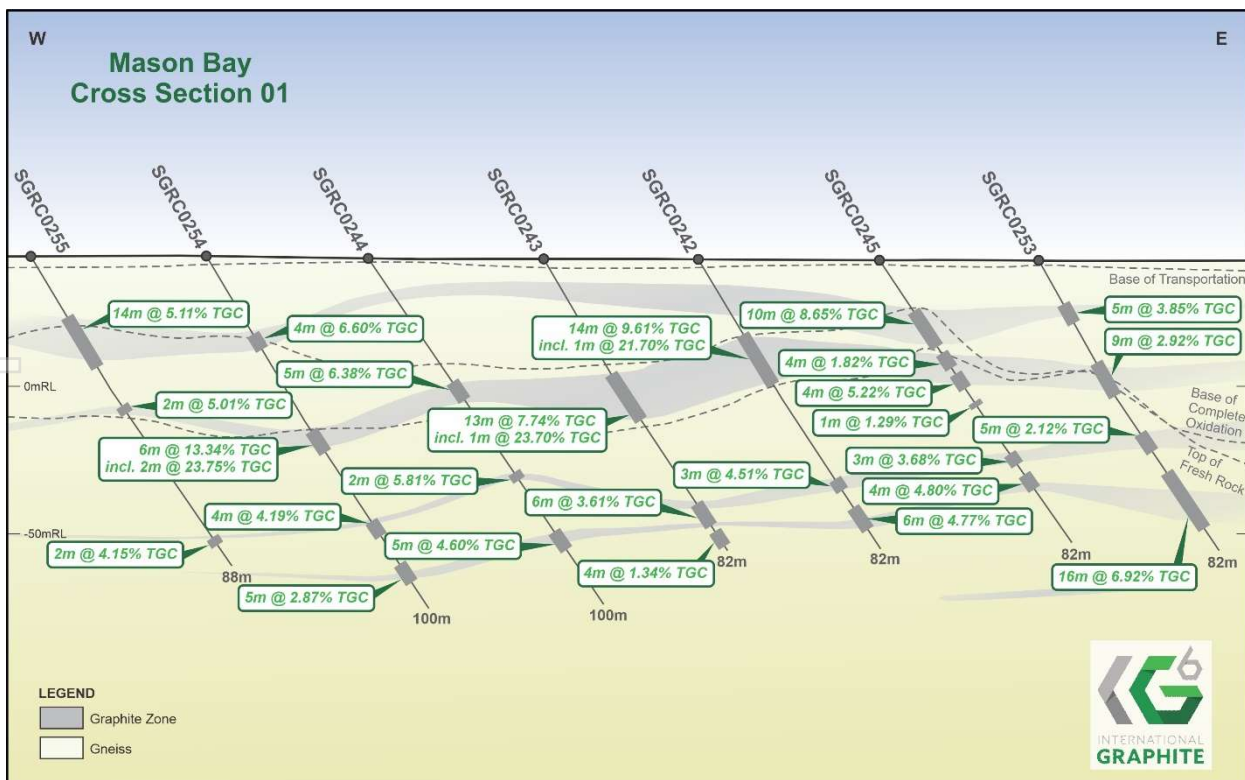 W
E
Mason Bay
Cross Section 01
SGRC0255
SGRC0254
SGRC0244
SGRC0243
SGRC0242
SGRC0245
SGRC0253
Base of Transportation
14m @ 5.11% TGC
4m @ 6.60% TGC
14m @ 9.61% TGC
incl. 1m @ 21.70% TGC
10m @ 8.65% TGC
5m @ 3.85% TGC
9m @ 2.92% TGC
5m @ 6.38% TGC
4m @ 1.82% TGC
0mRL
4m @ 5.22% TGC
Base of
Complete
Oxidation
2m @ 5.01% TGC
13m @ 7.74% TGC
incl. 1m @ 23.70% TGC
1m @ 1.29% TGC
5m @ 2.12% TGC
6m @ 13.34% TGC
incl. 2m @ 23.75% TGC
3m @ 3.68% TGC
Top of
Fresh Rock
2m @ 5.81% TGC
3m @ 4.51% TGC
4m @ 4.80% TGC
6m @ 3.61% TGC
4m @ 4.19% TGC
6m @ 4.77% TGC
-50mRL
5m @ 4.60% TGC
2m @ 4.15% TGC
4m @ 1.34% TGC
16m @ 6.92% TGC
5m @ 2.87% TGC
88m
100m
100m
82m
82m
82m
82m
LEGEND
Graphite Zone
Gneiss
6
INTERNATIONAL
GRAPHITE